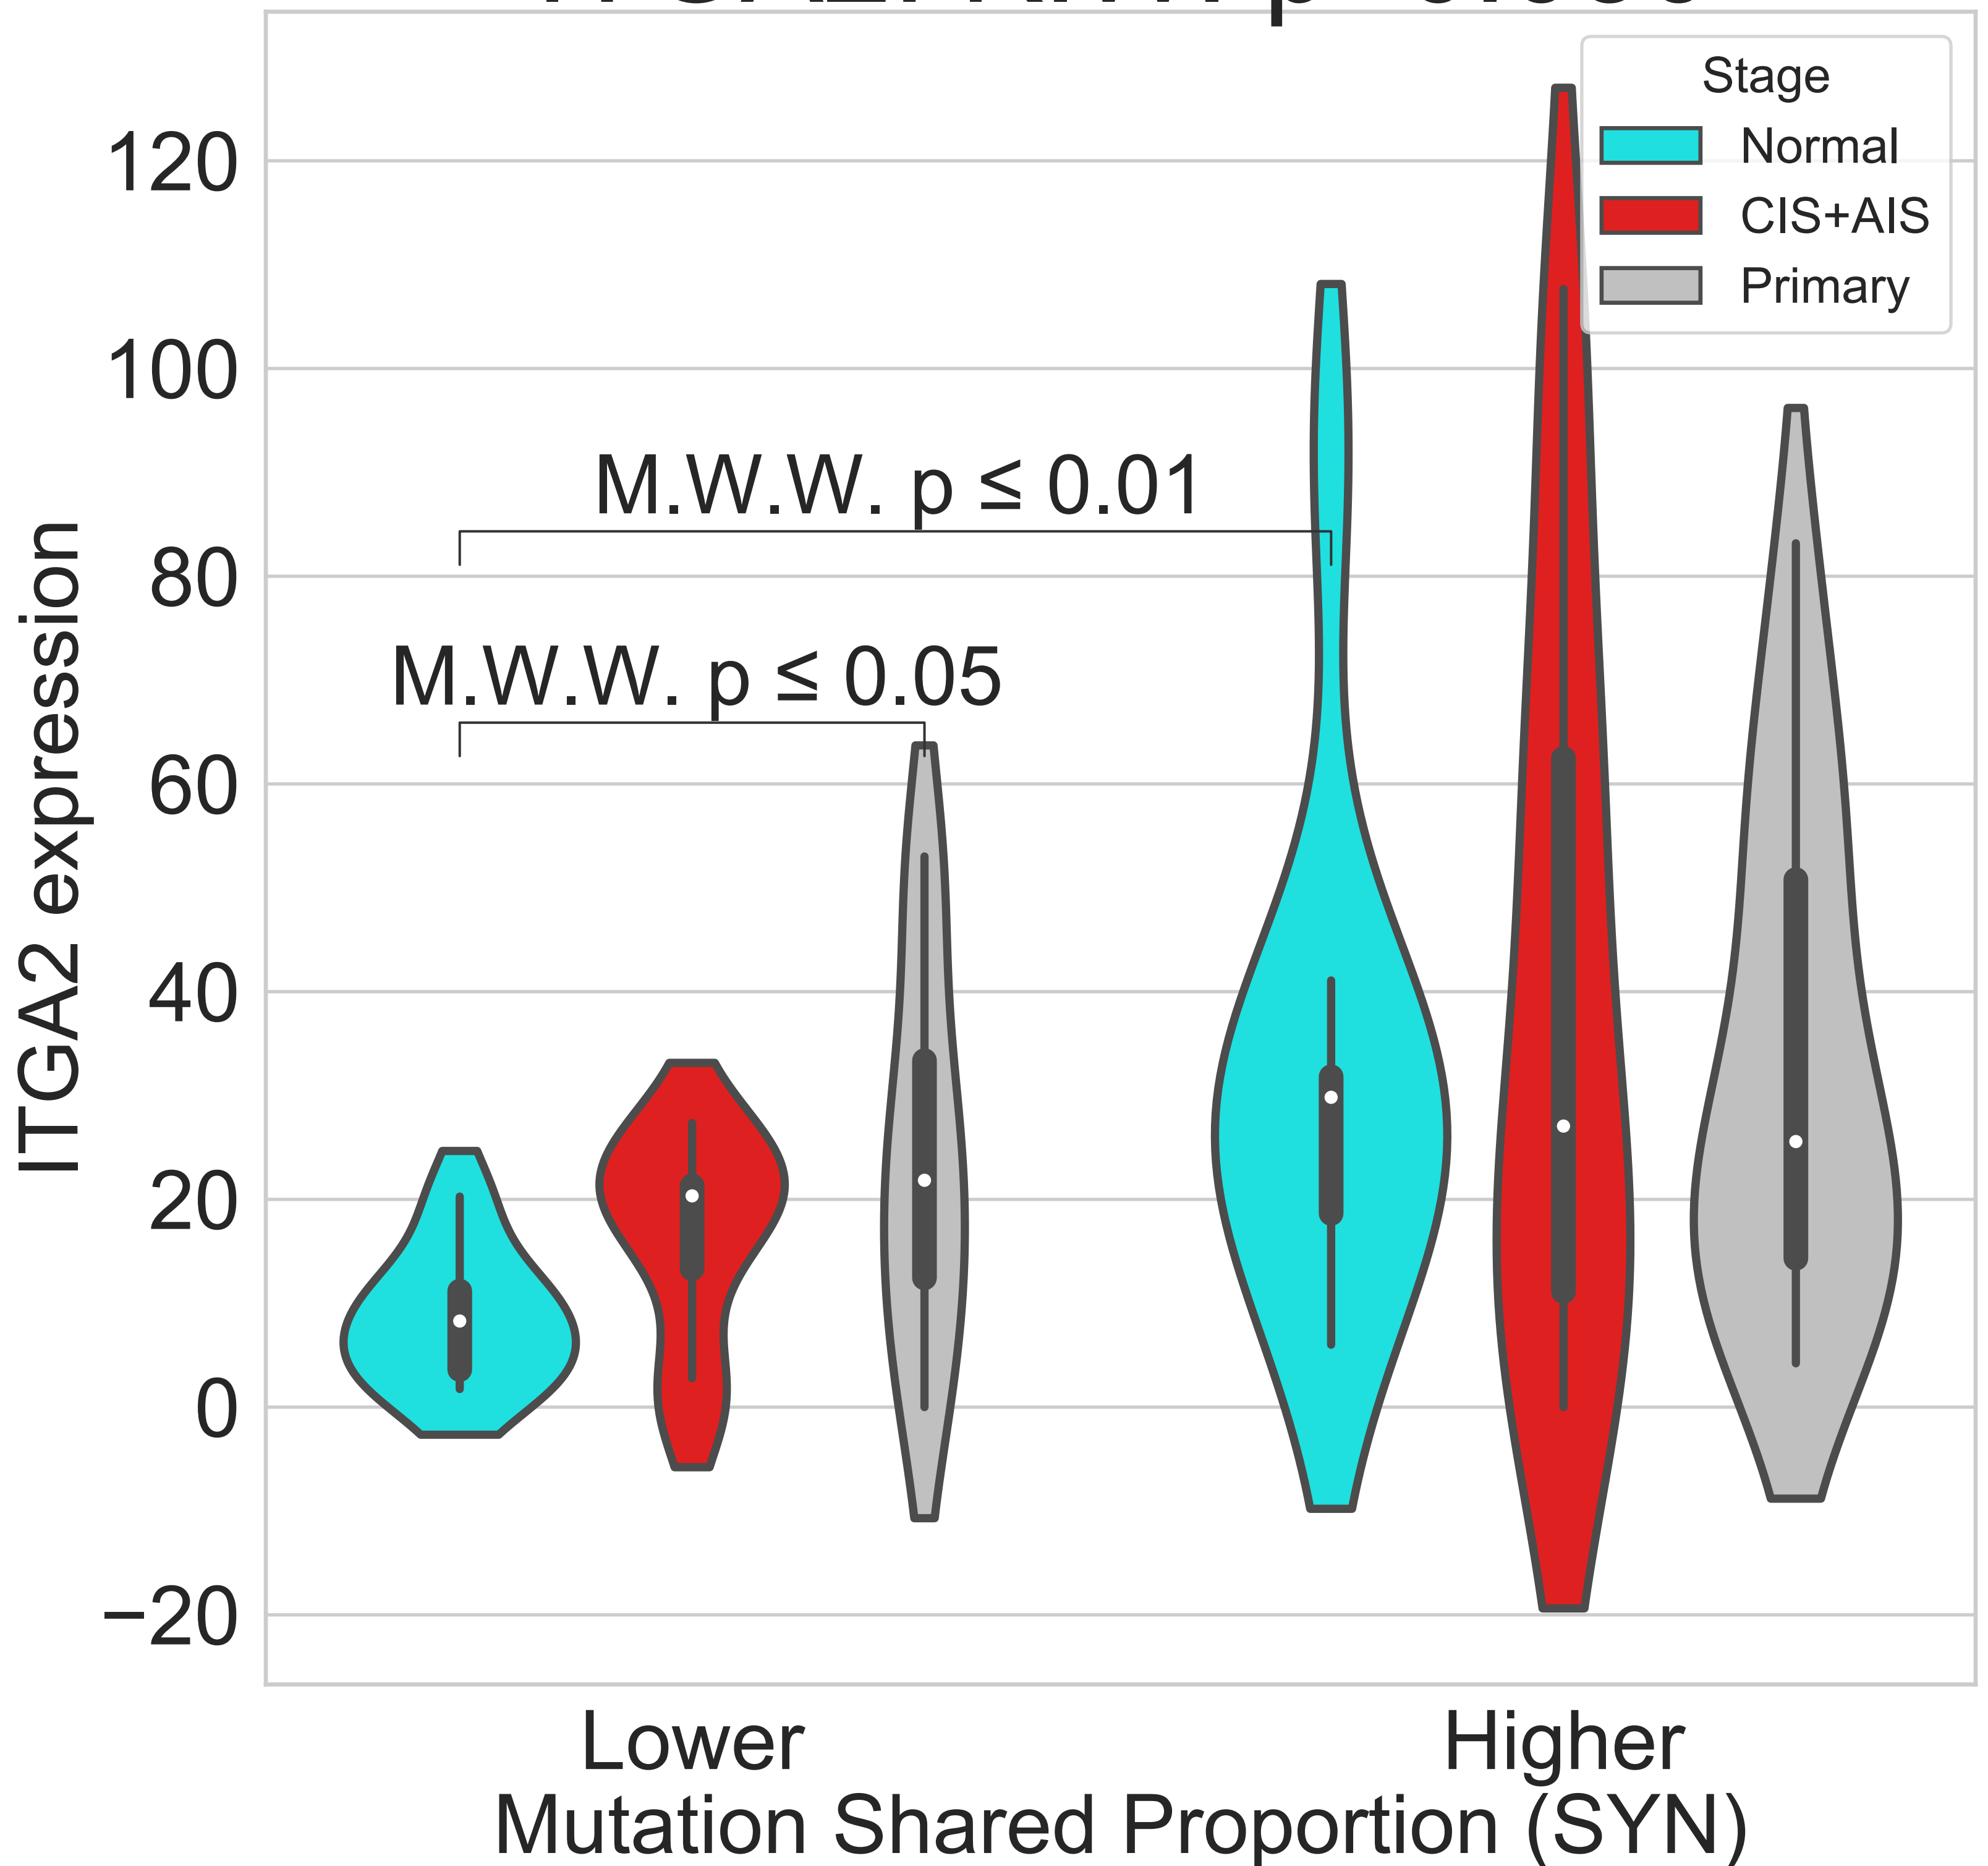 Stage
Normal
CIS+AIS
Primary
120
100
80
60
40
20
0
−20
ITGA2 expression
M.W.W. p ≤ 0.01
M.W.W. p ≤ 0.05
Lower
Higher
Mutation Shared Proportion (SYN)